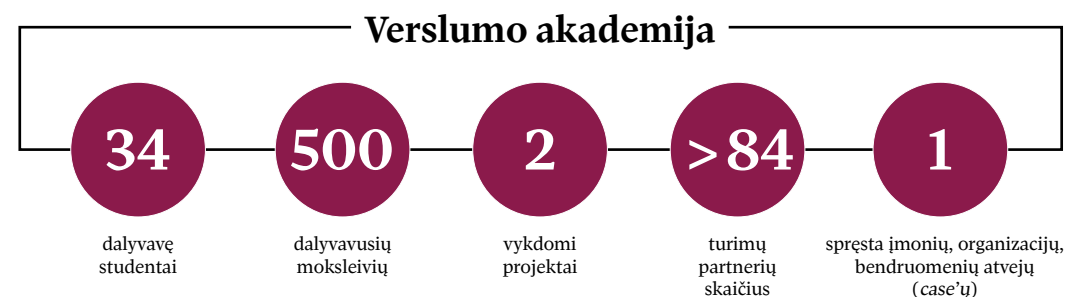 Verslumo akademija
34
500
2
>84
1
dalyvavę
studentai
dalyvavusių
moksleivių
vykdomi
projektai
turimų
partnerių
skaičius
spręsta įmonių, organizacijų,
bendruomenių atvejų
(case'ų)